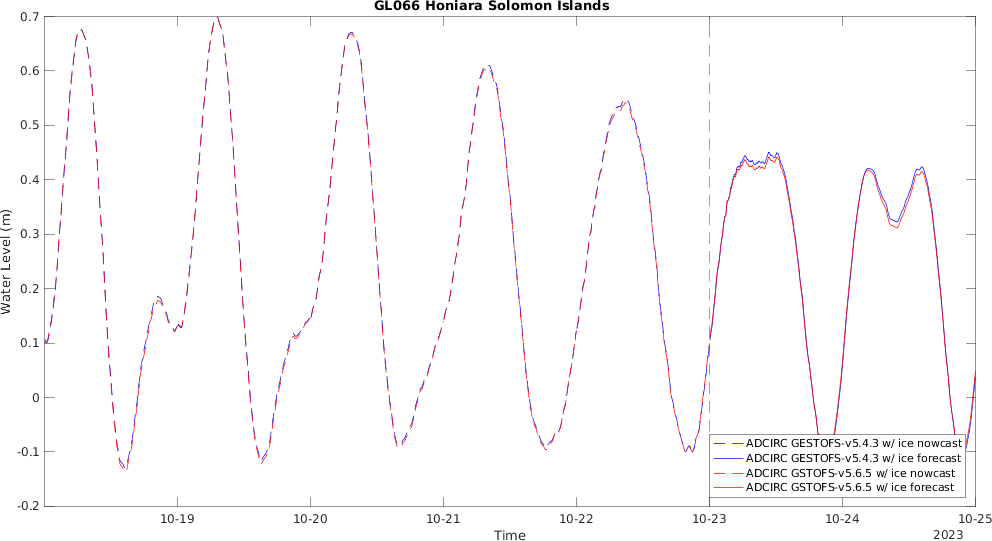 GL066 Honiara Solomon Islands
Water Level (m)
0.7
0.6
0.5
0.4
0.3
0.2
0.1
0
-0.1
-0.2
ADCIRC GESTOFS-v5.4.3 w/ ice nowcast
ADCIRC GESTOFS-v5.4.3 w/ ice forecast
ADCIRC GSTOFS-v5.6.5 w/ ice nowcast
ADCIRC GSTOFS-v5.6.5 w/ ice forecast
10-19 10-20 10-21 10-22 10-23 10-24 10-25
Time
2023